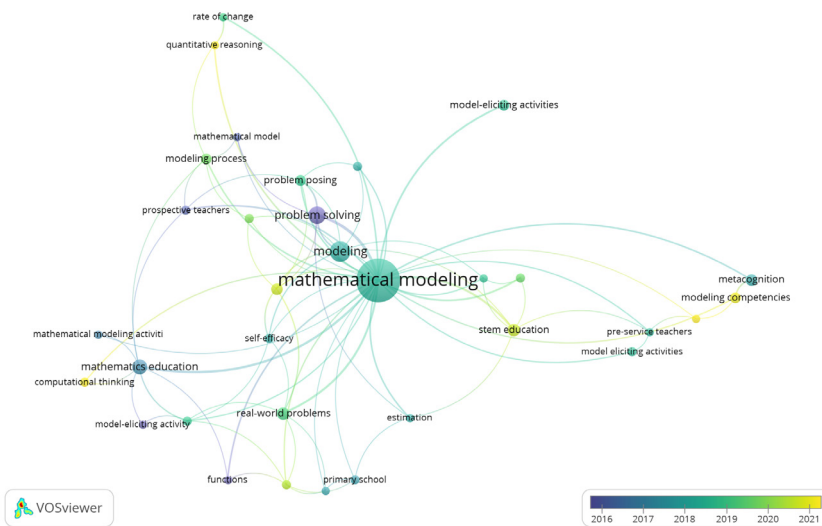 rate of change
quantitative reasoning
model-eliciting activities
mathematical model
modeling process
problem posing
prospective teachers
problem solving
modeling
mathematical modeling
metacognition
modeling competencies
stem education
pre-service teachers
mathematical modeling activiti
self-efficacy
model eliciting activities
mathematics education
computational thinking
real-world problems
estimation
model-eliciting activity
functions
primary school
VOSviewer
2016 2017 2018 2019 2020 2021